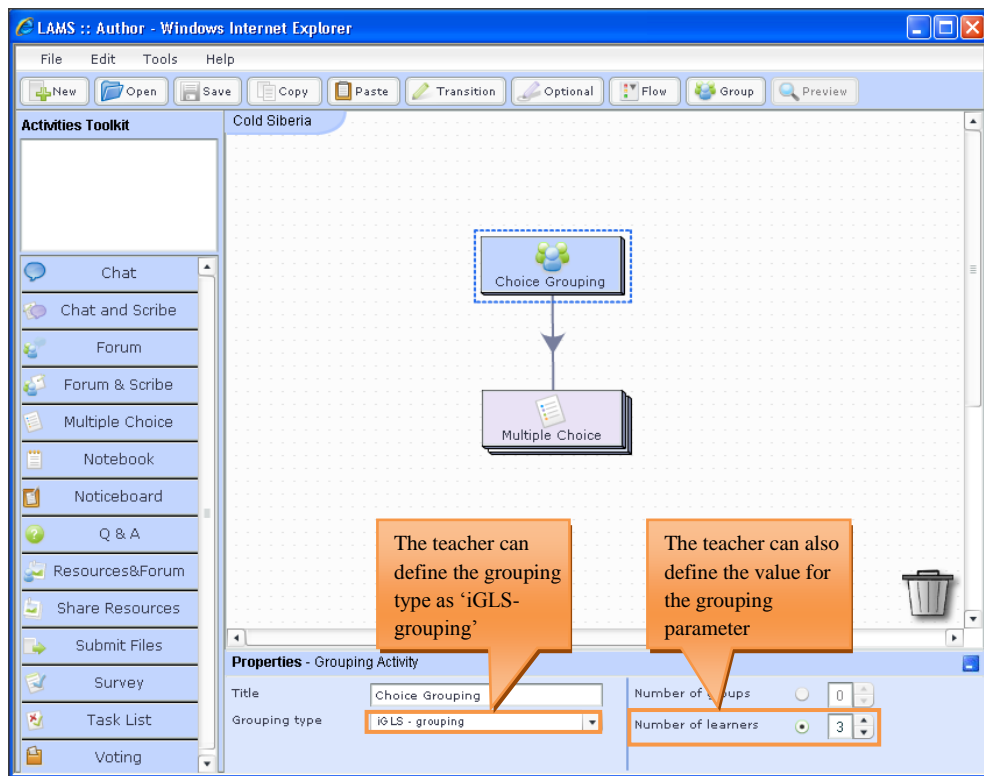 LAMS :: Author - Windows Internet Explorer
File Edit Tools Help
New Open Save Copy Paste Transition Optional Flow Group Preview
Activities Toolkit
Cold Siberia
Chat
Chat and Scribe
Forum
Forum & Scribe
Multiple Choice
Notebook
Noticeboard
Q & A
Resources&Forum
Share Resources
Submit Files
Survey
Task List
Voting
Choice Grouping
Multiple Choice
The teacher can
define the grouping
type as ‘iGLS-
grouping’
The teacher can also
define the value for
the grouping
parameter
Properties - Grouping Activity
Title Choice Grouping
Grouping type iGLS - grouping
Number of groups 0
Number of learners 3